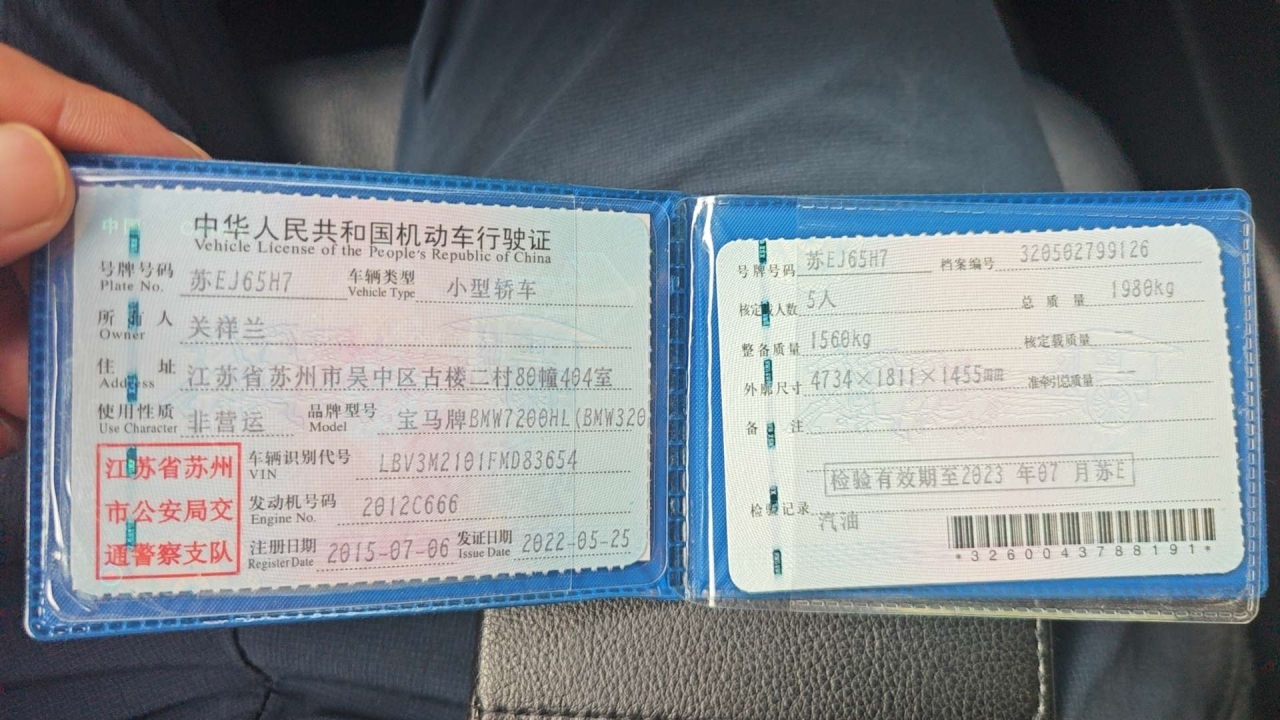 中华人民共和国机动车行驶证
Vehicle License of the People's Republic of China
号牌号码 苏EJ65H7 车辆类型 小型轿车
Plate No. Vehicle Type
所有人 关祥兰
Owner
住址 江苏省苏州市吴中区古楼二村80幢404室
Address
使用性质 非营运 品牌型号 宝马牌BMW7200HL(BMW320
Use Character Model
江苏省苏州
市公安局交
通警察支队
车辆识别代号 LBV3M2101FMD83654
VIN
发动机号码 2012C666
Engine No.
注册日期 2015-07-06 发证日期 2022-05-25
Register Date Issue Date
号牌号码 苏EJ65H7 档案编号 320502799126
核定载人数 5人 总质量 1980kg
整备质量 1560kg 核定载质量 —
外廓尺寸 4734×1811×1455mm 准牵引总质量 —
备注
检验有效期至2023 年07 月苏E
检验记录
汽油
*3260043788191*